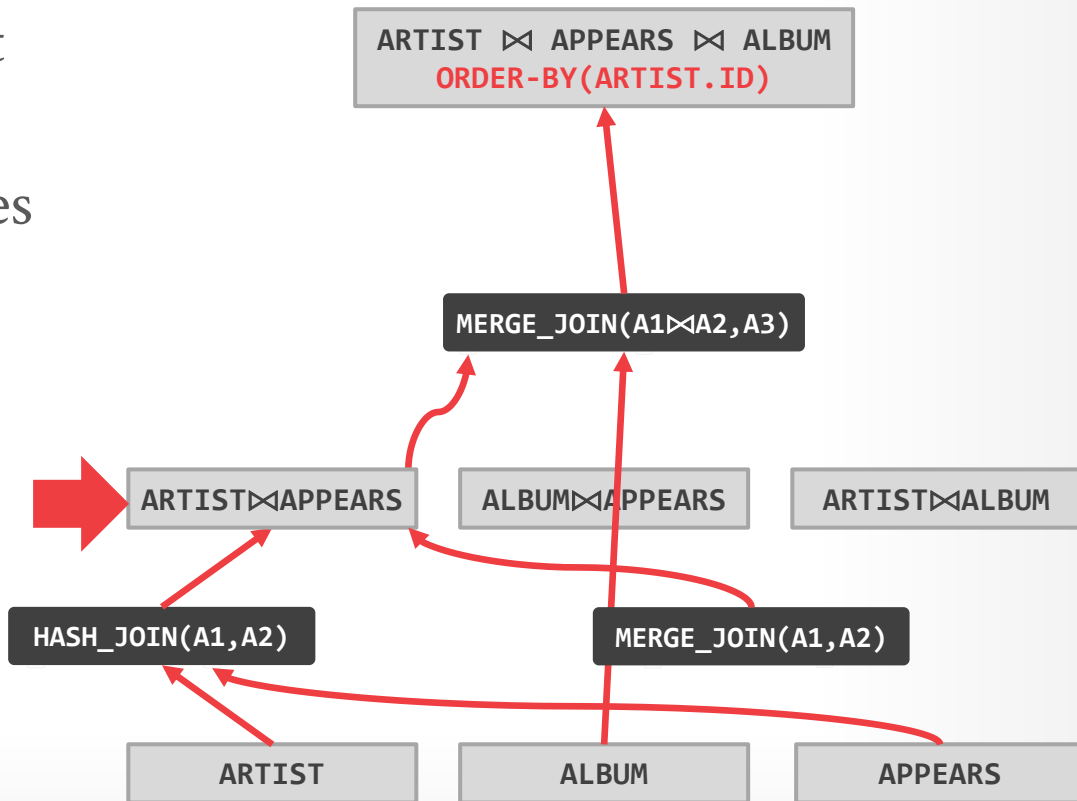 t
es
ARTIST ⋈ APPEARS ⋈ ALBUM
ORDER-BY(ARTIST.ID)
MERGE_JOIN(A1⋈A2,A3)
ARTIST⋈APPEARS
ALBUM⋈APPEARS
ARTIST⋈ALBUM
HASH_JOIN(A1,A2)
MERGE_JOIN(A1,A2)
ARTIST
ALBUM
APPEARS